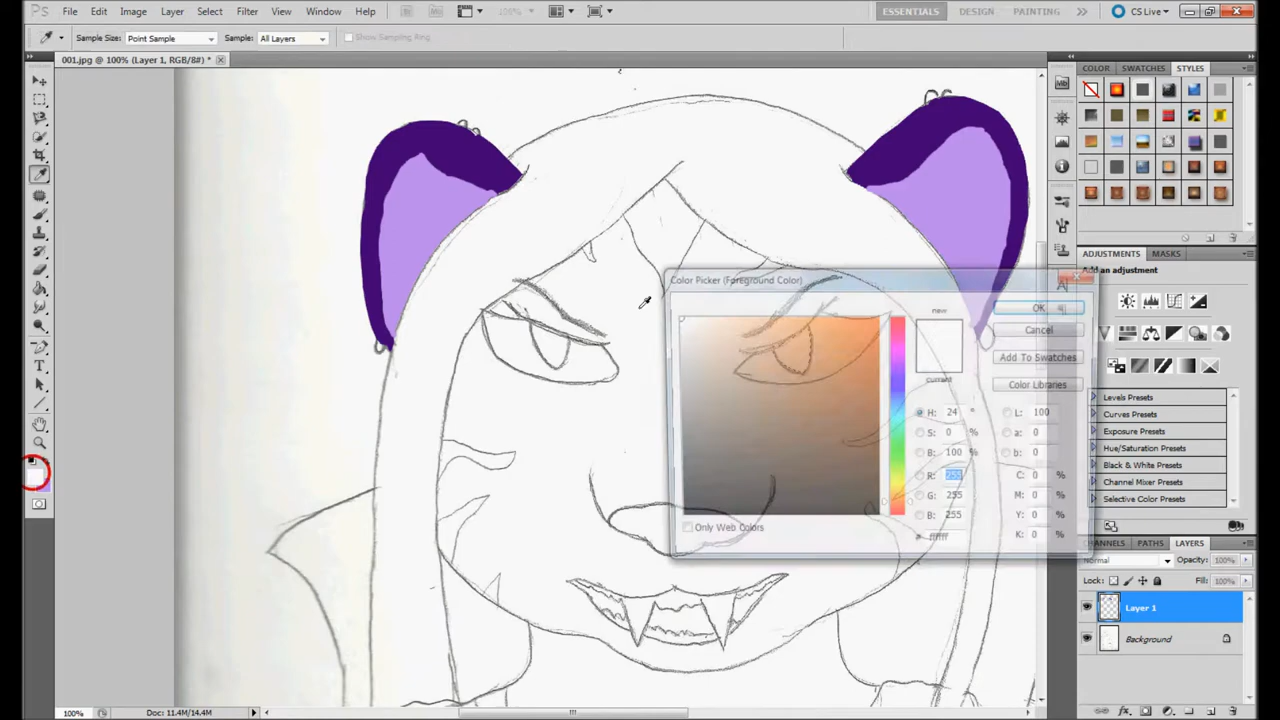 Ps File Edit Image Layer Select Filter View Window Help Mb 100% ESSENTIALS DESIGN PAINTING CS Live
Sample Size: Point Sample Sample: All Layers Show Sampling Ring
001.jpg @ 100% (Layer 1, RGB/8#) *
COLOR SWATCHES STYLES
Mb
ADJUSTMENTS MASKS
Add an adjustment
Color Picker (Foreground Color)
new
OK
Cancel
Add To Swatches
current
Color Libraries
H: 24 ° L: 100
S: 0 % a: 0
B: 100 % b: 0
R: 255 C: 0 %
G: 255 M: 0 %
B: 255 Y: 0 %
# ffffff K: 0 %
Only Web Colors
Levels Presets
Curves Presets
Exposure Presets
Hue/Saturation Presets
Black & White Presets
Channel Mixer Presets
Selective Color Presets
CHANNELS PATHS LAYERS
Normal Opacity: 100%
Lock: Fill: 100%
Layer 1
Background
100% Doc: 11.4M/14.4M
fx